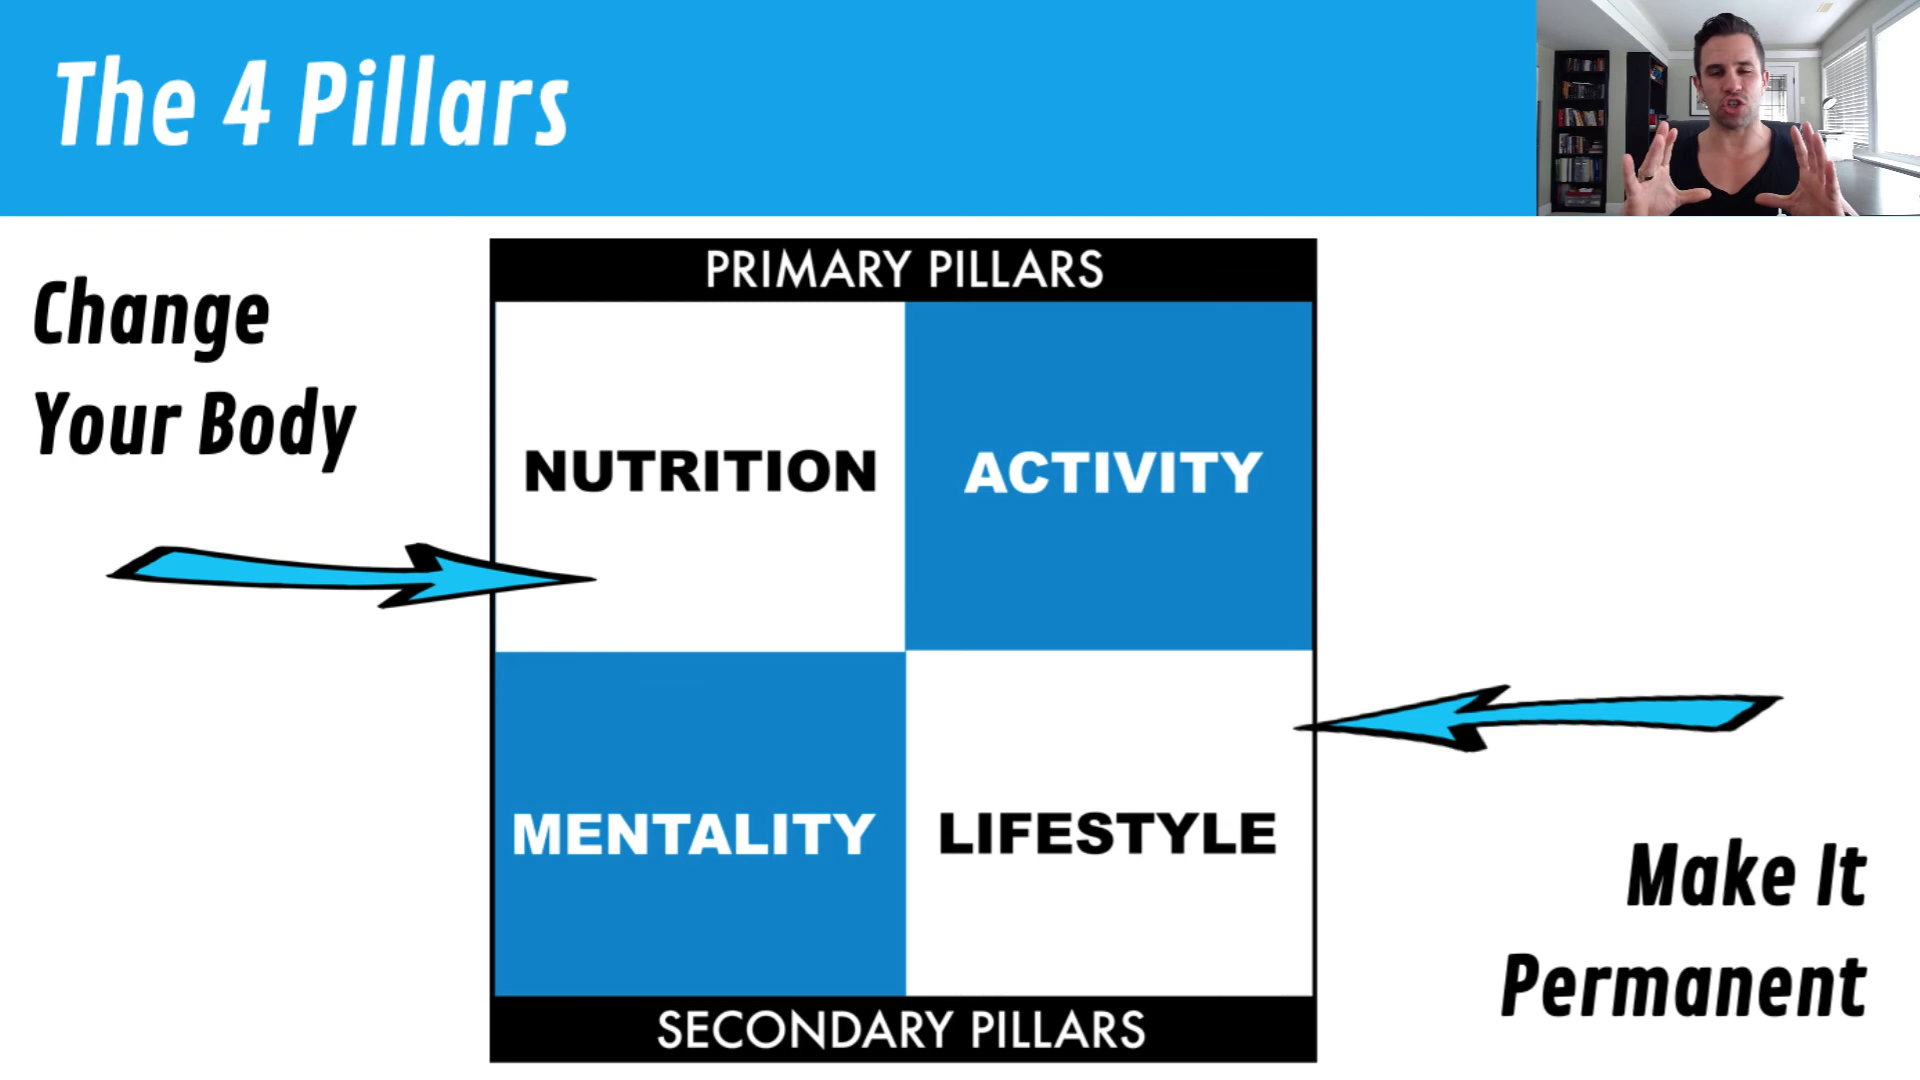 The 4 Pillars
PRIMARY PILLARS
Change
Your Body
NUTRITION
ACTIVITY
MENTALITY
LIFESTYLE
Make It
Permanent
SECONDARY PILLARS